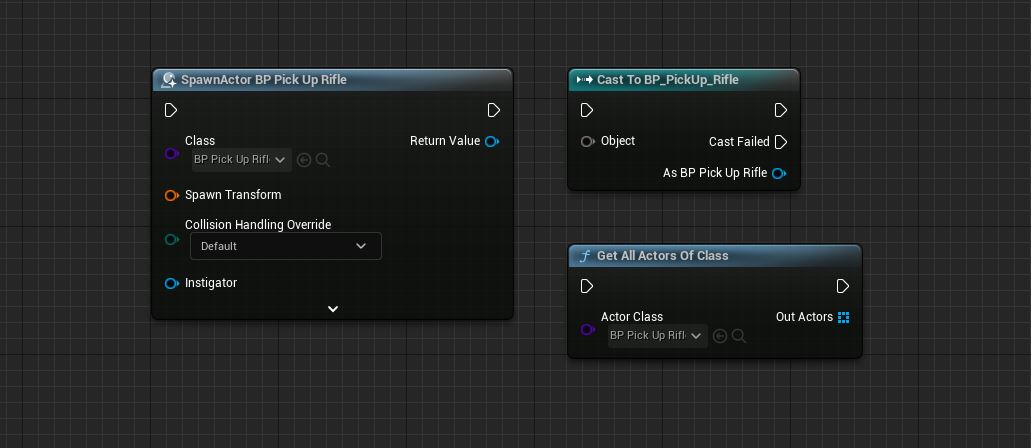 SpawnActor BP Pick Up Rifle
Class
Return Value
BP Pick Up Rifl
Spawn Transform
Collision Handling Override
Default
Instigator
Cast To BP_PickUp_Rifle
Object
Cast Failed
As BP Pick Up Rifle
f Get All Actors Of Class
Actor Class
Out Actors
BP Pick Up Rifl